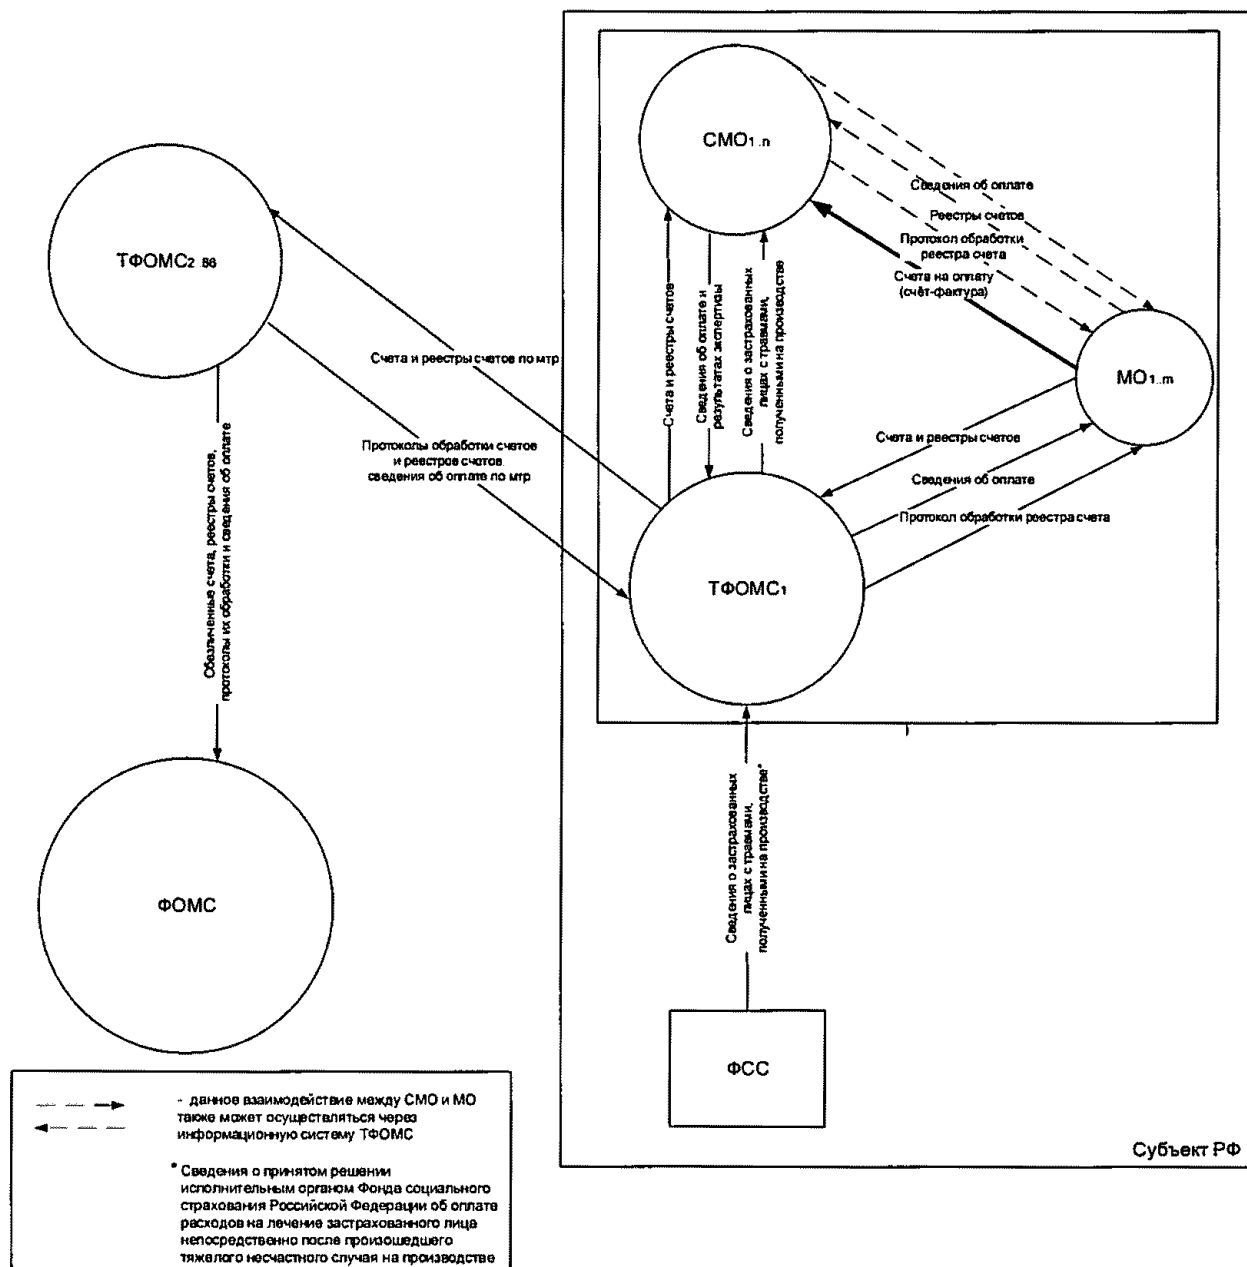 СМО1..n
Сведения об оплате
Реестры счетов
Протокол обработки
реестра счета
Счета на оплату
(счёт-фактура)
ТФОМС2..86
МО1..m
Счета и реестры счетов
Сведения об оплате и
результатах экспертизы
Сведения о застрахованных
лицах с травмами,
полученными на производстве
Счета и реестры счетов по мтр
Протоколы обработки счетов
и реестров счетов,
сведения об оплате по мтр
Счета и реестры счетов
Сведения об оплате
Протокол обработки реестра счета
ТФОМС1
Обезличенные счета, реестры счетов,
протоколы их обработки и сведения об оплате
Сведения о застрахованных
лицах с травмами,
полученными на производстве*
ФОМС
ФСС
Субъект РФ
- данное взаимодействие между СМО и МО
также может осуществляться через
информационную систему ТФОМС
* Сведения о принятом решении
исполнительным органом Фонда социального
страхования Российской Федерации об оплате
расходов на лечение застрахованного лица
непосредственно после произошедшего
тяжелого несчастного случая на производстве